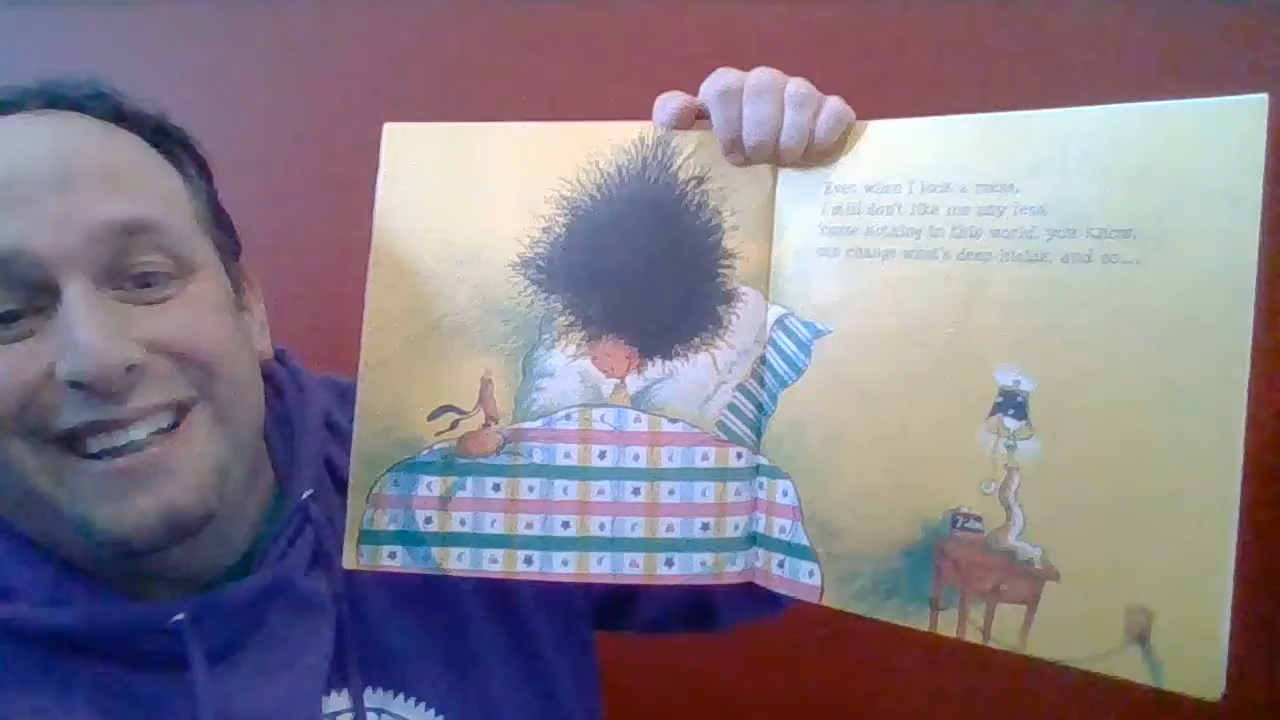 Even when I look a mess,
I still don't like me any less,
'cause nothing in this world, you know,
can change what's deep inside, and so...